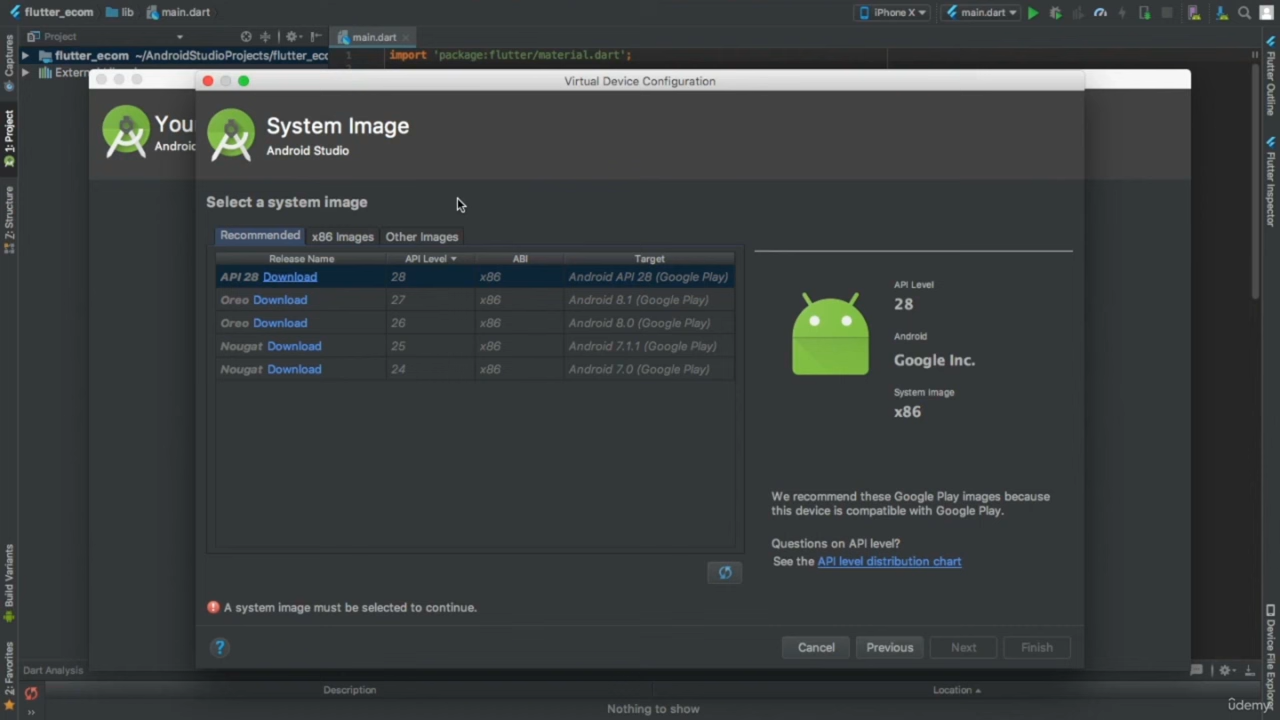 flutter_ecom lib main.dart iPhone X main.dart
Project main.dart
flutter_ecom ~/AndroidStudioProjects/flutter_ecc
1 import 'package:flutter/material.dart';
Virtual Device Configuration
System Image
Android Studio
Select a system image
Recommended x86 Images Other Images
Release Name API Level ABI Target
API 28 Download 28 x86 Android API 28 (Google Play)
Oreo Download 27 x86 Android 8.1 (Google Play)
Oreo Download 26 x86 Android 8.0 (Google Play)
Nougat Download 25 x86 Android 7.1.1 (Google Play)
Nougat Download 24 x86 Android 7.0 (Google Play)
API Level
28
Android
Google Inc.
System Image
x86
We recommend these Google Play images because
this device is compatible with Google Play.
Questions on API level?
See the API level distribution chart
A system image must be selected to continue.
? Cancel Previous Next Finish
Dart Analysis
Description Location
Nothing to show
Captures
1: Project
Z: Structure
Build Variants
2: Favorites
Flutter Outline
Flutter Inspector
Device File Explorer
udemy